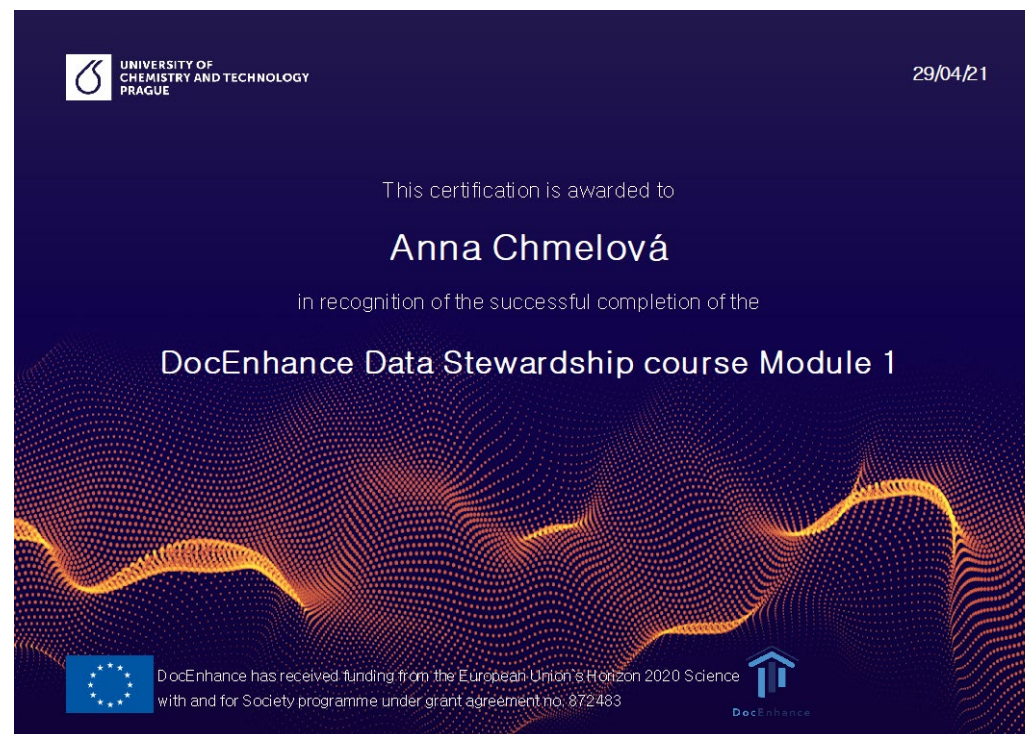 UNIVERSITY OF
CHEMISTRY AND TECHNOLOGY
PRAGUE
29/04/21
This certification is awarded to
Anna Chmelová
in recognition of the successful completion of the
DocEnhance Data Stewardship course Module 1
DocEnhance has received funding from the European Union's Horizon 2020 Science
with and for Society programme under grant agreement no. 872483
DocEnhance